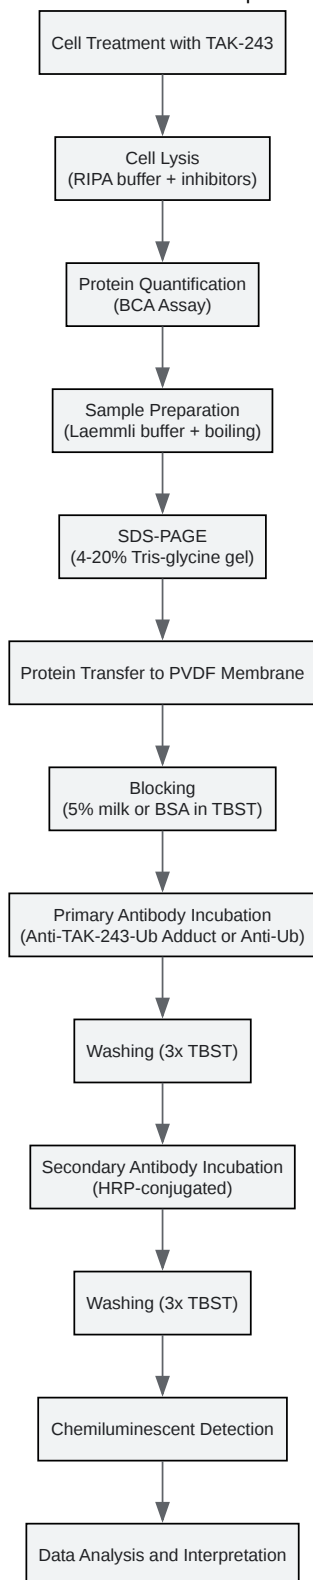 Cell Treatment with TAK-243
Cell Lysis
(RIPA buffer + inhibitors)
Protein Quantification
(BCA Assay)
Sample Preparation
(Laemmli buffer + boiling)
SDS-PAGE
(4-20% Tris-glycine gel)
Protein Transfer to PVDF Membrane
Blocking
(5% milk or BSA in TBST)
Primary Antibody Incubation
(Anti-TAK-243-Ub Adduct or Anti-Ub)
Washing (3x TBST)
Secondary Antibody Incubation
(HRP-conjugated)
Washing (3x TBST)
Chemiluminescent Detection
Data Analysis and Interpretation